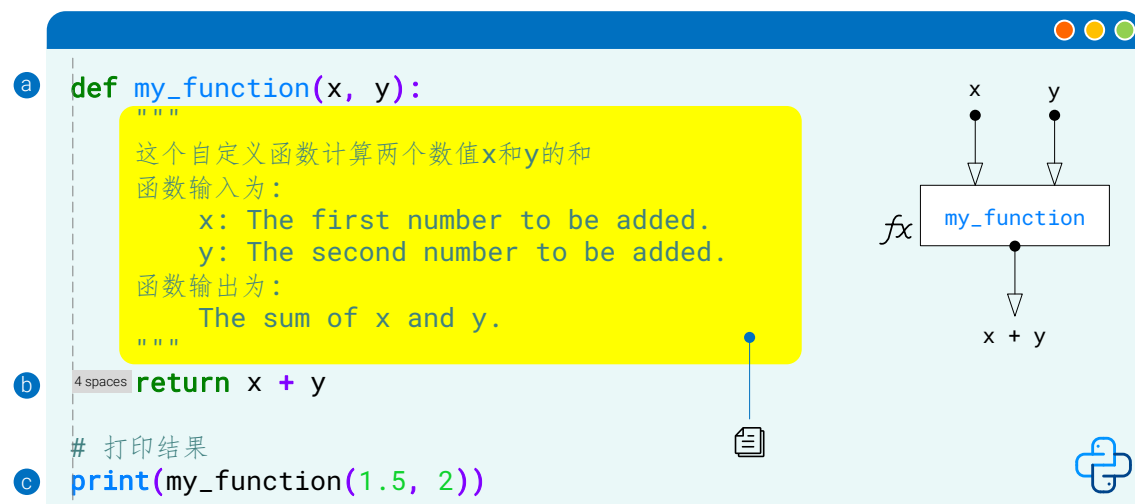 a def my_function(x, y):
"""
这个自定义函数计算两个数值x和y的和
函数输入为:
x: The first number to be added.
y: The second number to be added.
函数输出为:
The sum of x and y.
"""
b 4 spaces return x + y
# 打印结果
c print(my_function(1.5, 2))
x y
fx my_function
x + y